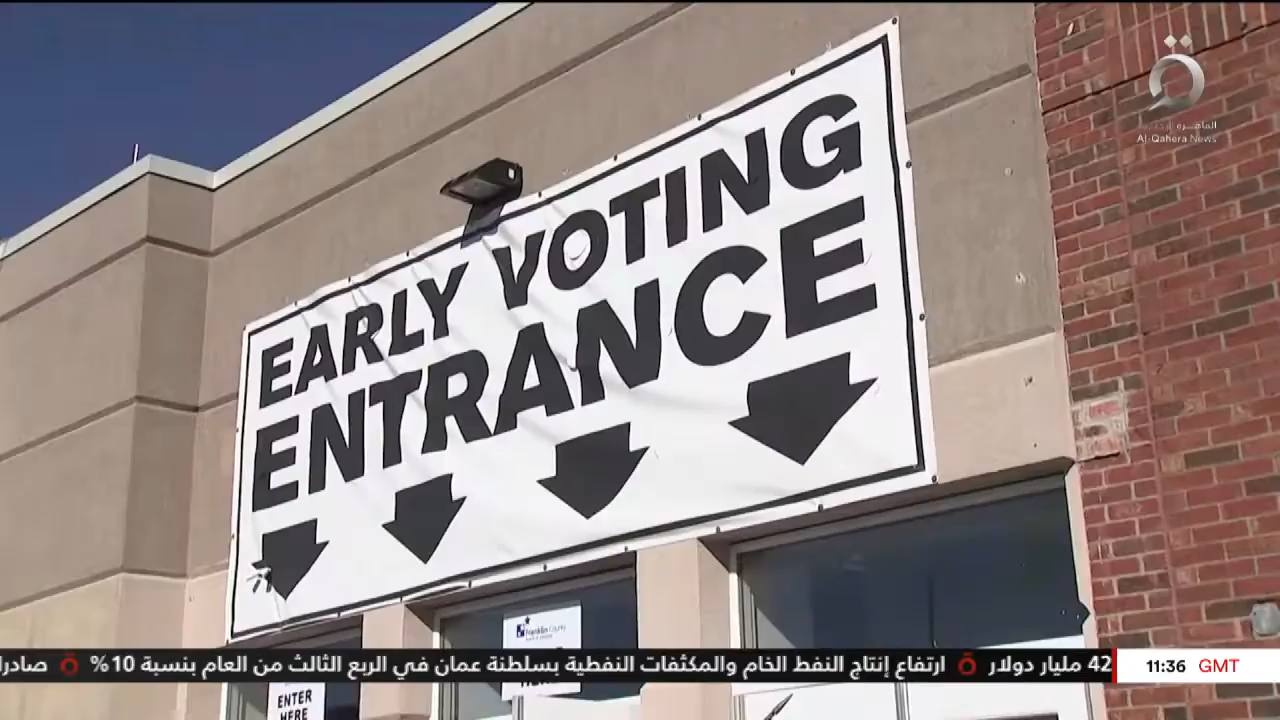 القاهرة الإخبارية
Al-Qahera News
EARLY VOTING
ENTRANCE
Franklin County
42 مليار دولار ارتفاع إنتاج النفط الخام والمكثفات النفطية بسلطنة عمان في الربع الثالث من العام بنسبة 10% صادرا
11:36 GMT
ENTER
HERE